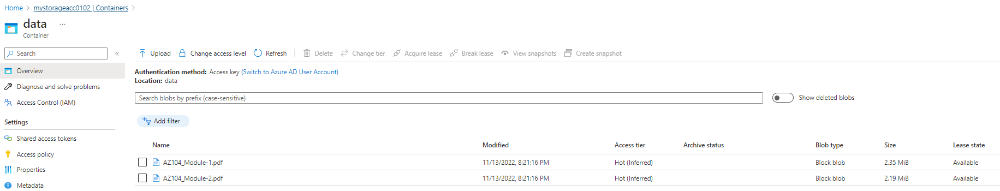 Home > mystorageacc0102 | Containers >
data ...
Container
Search «
Overview
Diagnose and solve problems
Access Control (IAM)
Settings
Shared access tokens
Access policy
Properties
Metadata
Upload Change access level Refresh Delete Change tier Acquire lease Break lease View snapshots Create snapshot
Authentication method: Access key (Switch to Azure AD User Account)
Location: data
Search blobs by prefix (case-sensitive) Show deleted blobs
Add filter
Name Modified Access tier Archive status Blob type Size Lease state
AZ104_Module-1.pdf 11/13/2022, 8:21:16 PM Hot (Inferred) Block blob 2.35 MiB Available
AZ104_Module-2.pdf 11/13/2022, 8:21:16 PM Hot (Inferred) Block blob 2.19 MiB Available